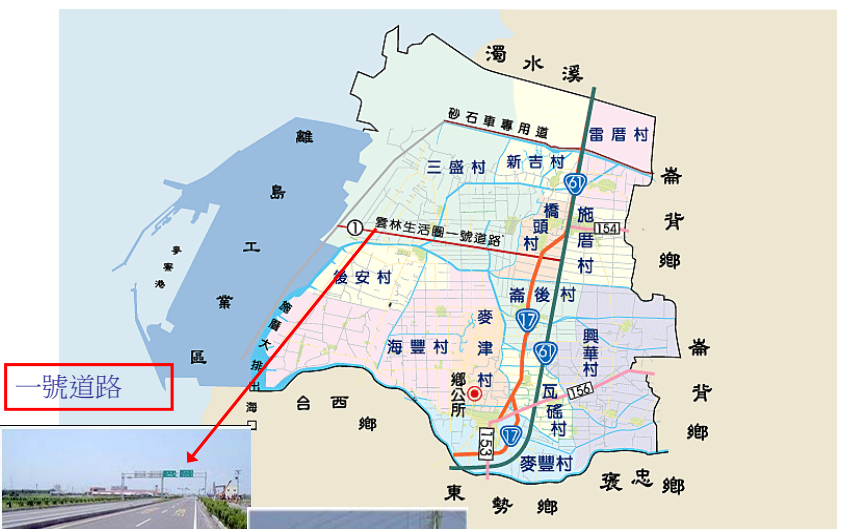 濁水溪
砂石車專用道
雷厝村
離島工業區
三盛村
新吉村
61
崙背鄉
橋頭村
施厝村
154
1
雲林生活圈一號道路
麥寮港
後安村
崙後村
施厝大排出海口
17
麥津村
海豐村
61
興華村
崙背鄉
一號道路
鄉公所
瓦磘村
156
台西鄉
17
153
麥豐村
東勢鄉
褒忠鄉